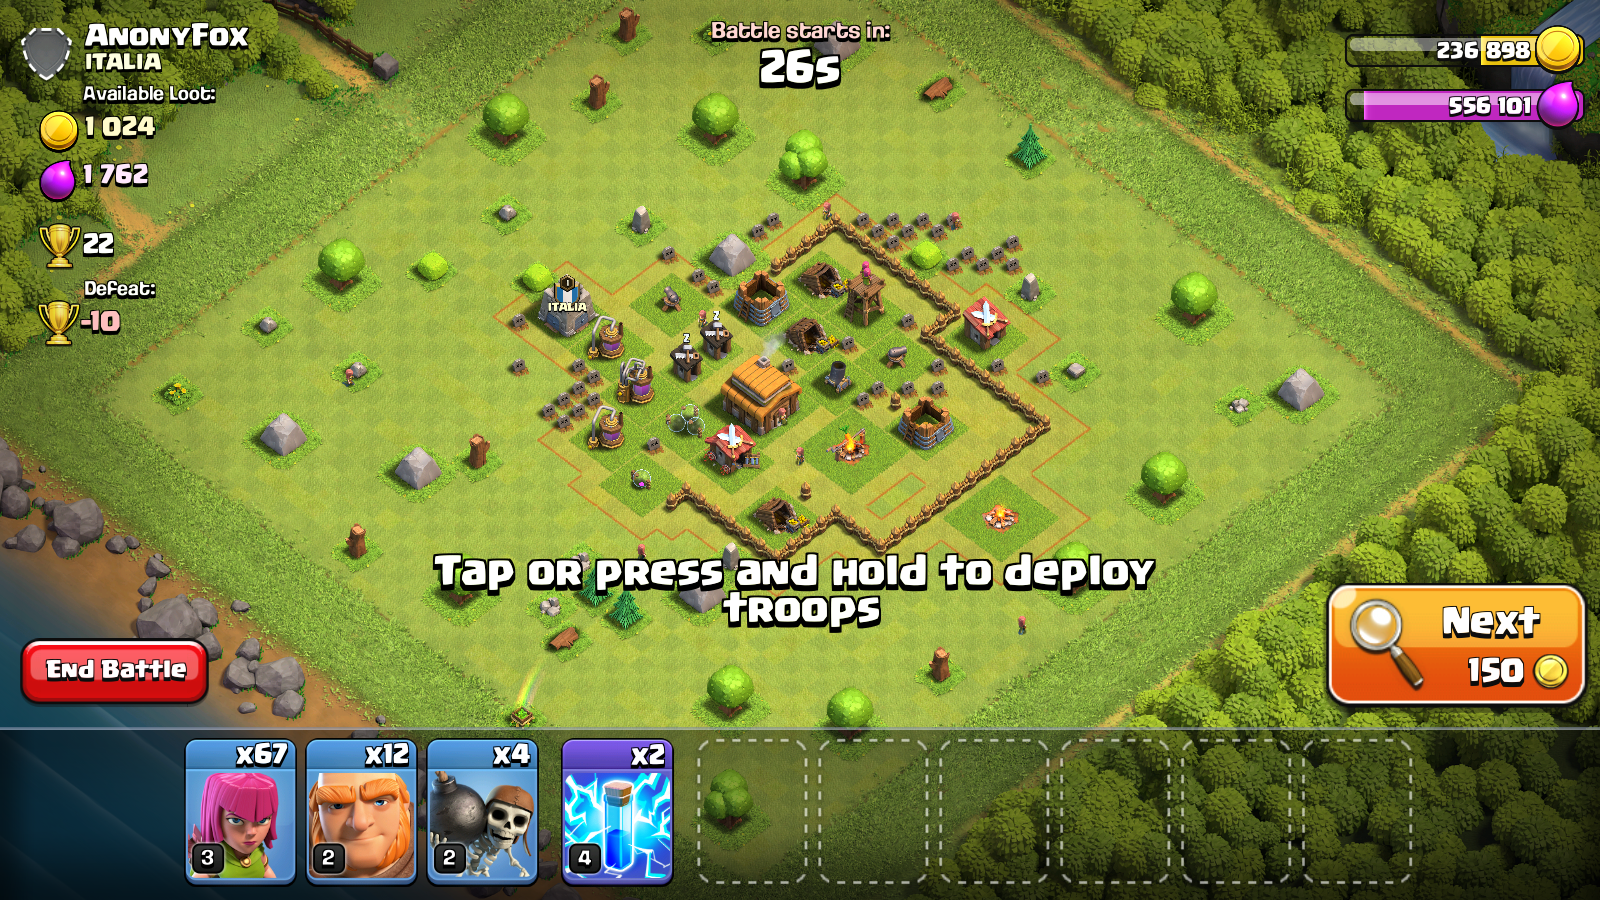 AnonyFox
ITALIA
Available Loot:
1 024
1 762
22
Defeat:
-10
Battle starts in:
26s
236 898
556 101
ITALIA
z
z
Tap or press and hold to deploy
troops
End Battle
Next
150
x67
3
x12
2
x4
2
x2
4